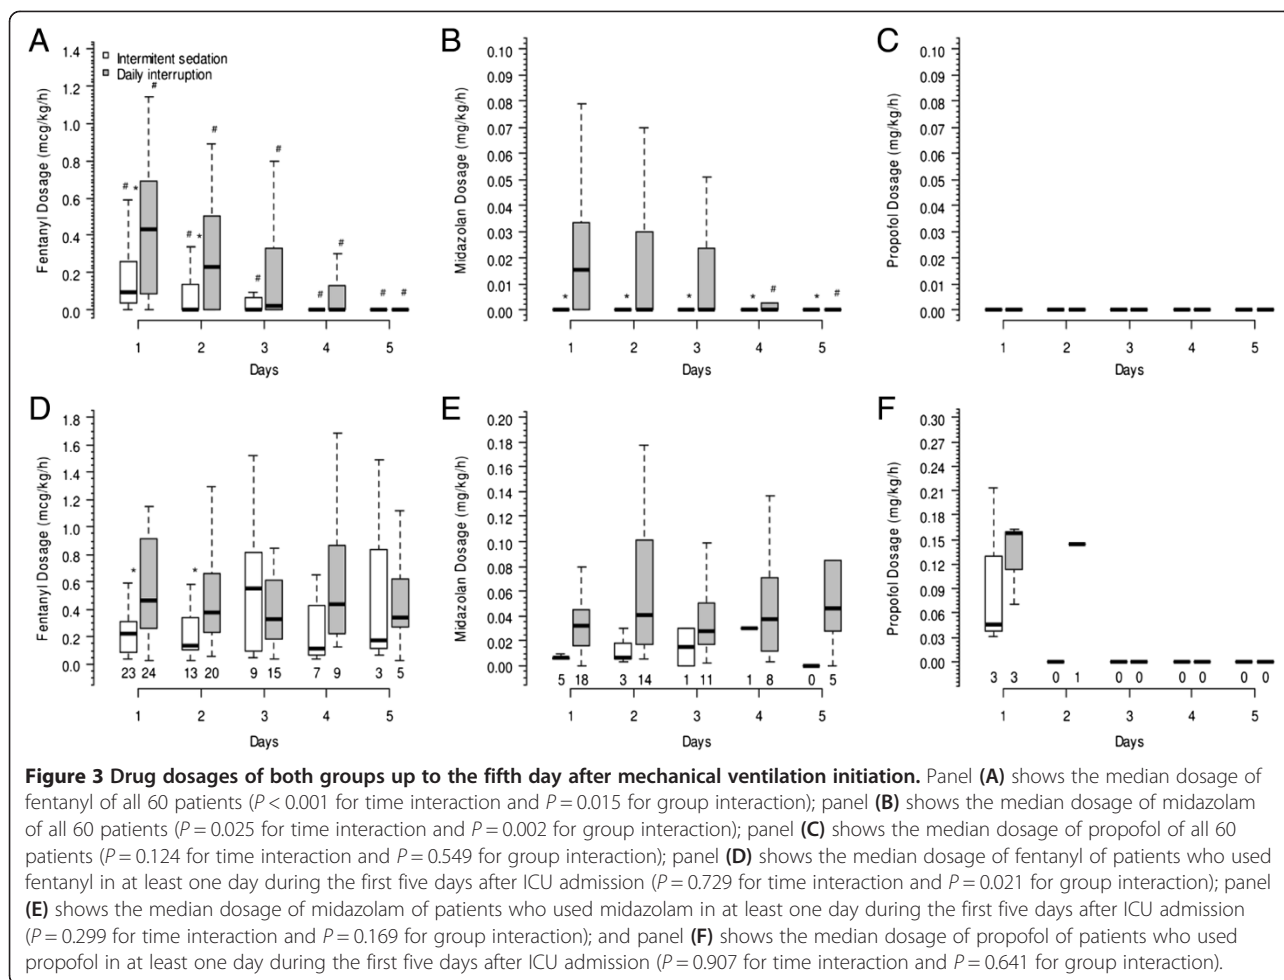 A
B
C
Intermitent sedation
Daily interruption
Fentanyl Dosage (mcg/kg/h)
1.4
1.2
1.0
0.8
0.6
0.4
0.2
0.0
# * # # * # # # # # # #
1 2 3 4 5
Days
Midazolan Dosage (mg/kg/h)
0.10
0.09
0.08
0.07
0.06
0.05
0.04
0.03
0.02
0.01
0.00
* * * * # * #
1 2 3 4 5
Days
Propofol Dosage (mg/kg/h)
0.10
0.09
0.08
0.07
0.06
0.05
0.04
0.03
0.02
0.01
0.00
1 2 3 4 5
Days
D
E
F
Fentanyl Dosage (mcg/kg/h)
1.8
1.6
1.4
1.2
1.0
0.8
0.6
0.4
0.2
0.0
* *
23 24 13 20 9 15 7 9 3 5
1 2 3 4 5
Days
Midazolan Dosage (mg/kg/h)
0.20
0.18
0.16
0.14
0.12
0.10
0.08
0.06
0.04
0.02
0.00
5 18 3 14 1 11 1 8 0 5
1 2 3 4 5
Days
Propofol Dosage (mg/kg/h)
0.30
0.27
0.24
0.21
0.18
0.15
0.12
0.09
0.06
0.03
0.00
3 3 0 1 0 0 0 0 0 0
1 2 3 4 5
Days
Figure 3 Drug dosages of both groups up to the fifth day after mechanical ventilation initiation. Panel (A) shows the median dosage of
fentanyl of all 60 patients (P < 0.001 for time interaction and P = 0.015 for group interaction); panel (B) shows the median dosage of midazolam
of all 60 patients (P = 0.025 for time interaction and P = 0.002 for group interaction); panel (C) shows the median dosage of propofol of all 60
patients (P = 0.124 for time interaction and P = 0.549 for group interaction); panel (D) shows the median dosage of fentanyl of patients who used
fentanyl in at least one day during the first five days after ICU admission (P = 0.729 for time interaction and P = 0.021 for group interaction); panel
(E) shows the median dosage of midazolam of patients who used midazolam in at least one day during the first five days after ICU admission
(P = 0.299 for time interaction and P = 0.169 for group interaction); and panel (F) shows the median dosage of propofol of patients who used
propofol in at least one day during the first five days after ICU admission (P = 0.907 for time interaction and P = 0.641 for group interaction).